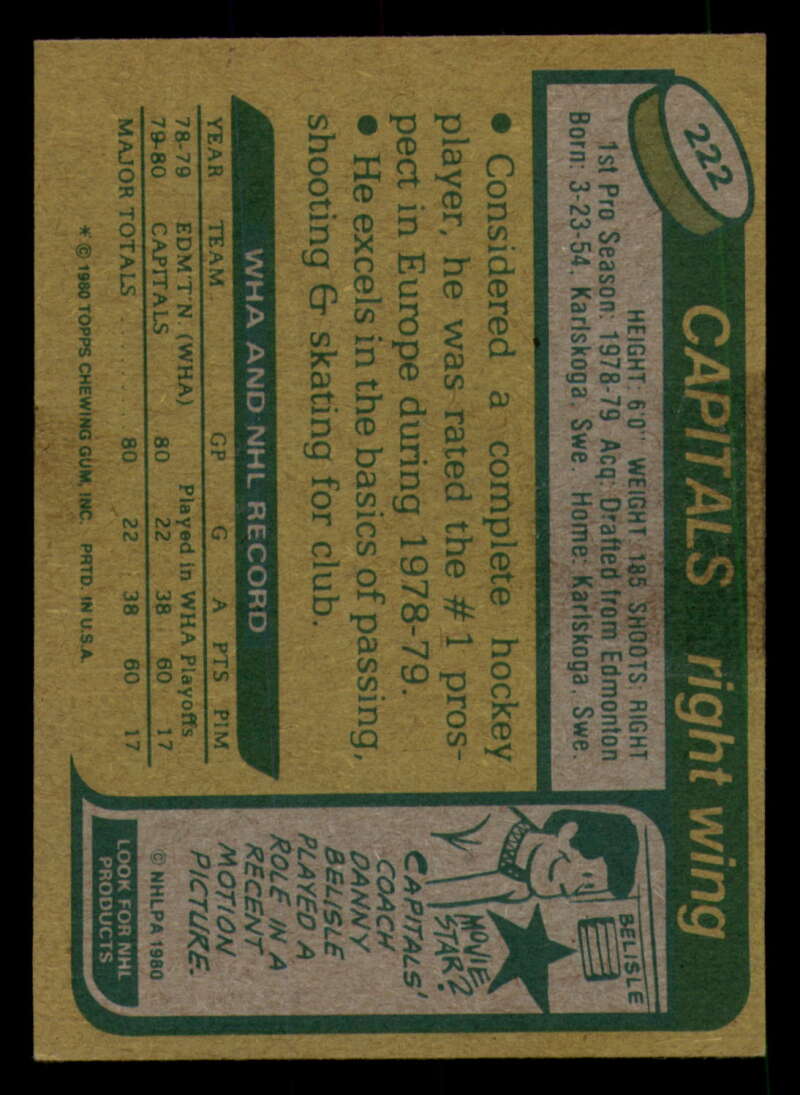 222
CAPITALS right wing
HEIGHT: 6'0" WEIGHT: 185 SHOOTS: RIGHT
1st Pro Season: 1978-79 Acq: Drafted from Edmonton
Born: 3-23-54, Karlskoga, Swe. Home: Karlskoga, Swe.
• Considered a complete hockey
player, he was rated the #1 pros-
pect in Europe during 1978-79.
• He excels in the basics of passing,
shooting & skating for club.
WHA AND NHL RECORD
YEAR TEAM GP G A PTS PIM
78-79 EDM'T'N. (WHA) Played in WHA Playoffs
79-80 CAPITALS 80 22 38 60 17
MAJOR TOTALS ......... 80 22 38 60 17
* © 1980 TOPPS CHEWING GUM, INC. PRTD. IN U.S.A.
BELISLE
MOVIE
STAR?
CAPITALS'
COACH
DANNY
BELISLE
PLAYED A
ROLE IN A
RECENT
MOTION
PICTURE.
© NHLPA 1980
LOOK FOR NHL
PRODUCTS